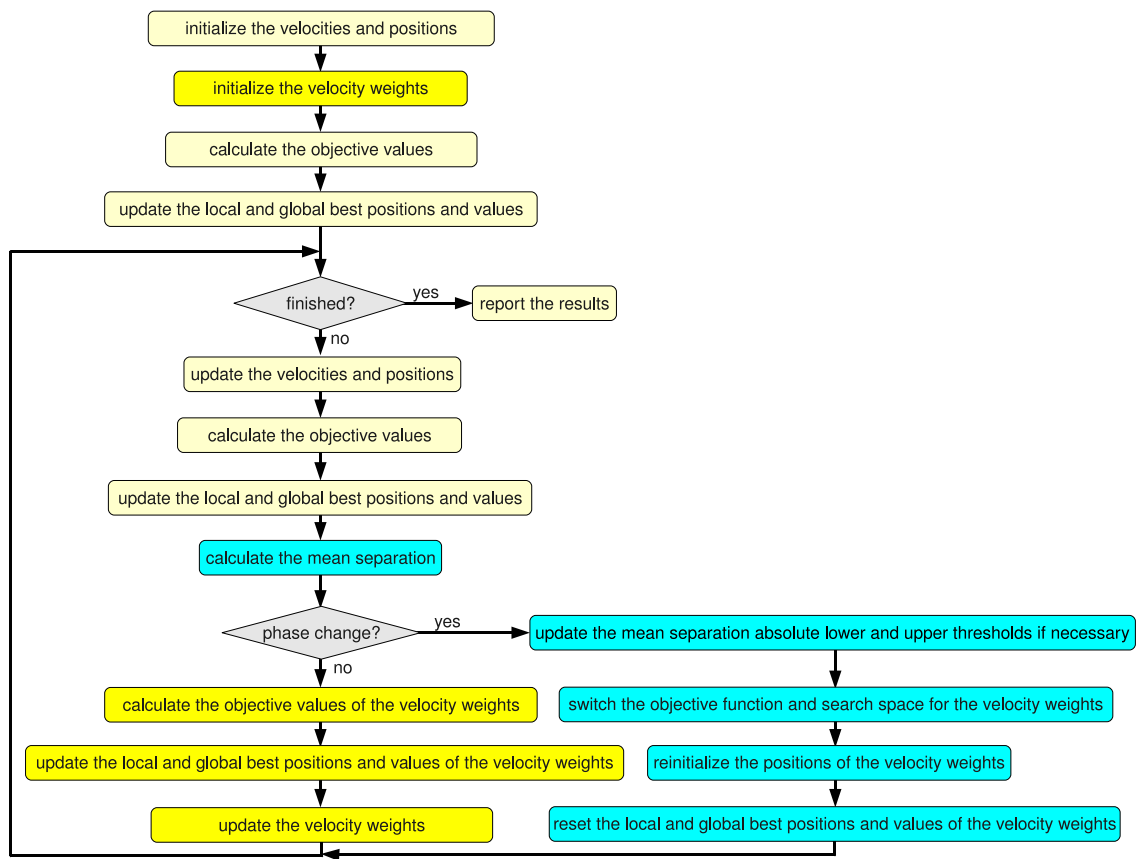 initialize the velocities and positions
initialize the velocity weights
calculate the objective values
update the local and global best positions and values
finished?
yes
report the results
no
update the velocities and positions
calculate the objective values
update the local and global best positions and values
calculate the mean separation
phase change?
yes
update the mean separation absolute lower and upper thresholds if necessary
no
calculate the objective values of the velocity weights
switch the objective function and search space for the velocity weights
update the local and global best positions and values of the velocity weights
reinitialize the positions of the velocity weights
update the velocity weights
reset the local and global best positions and values of the velocity weights